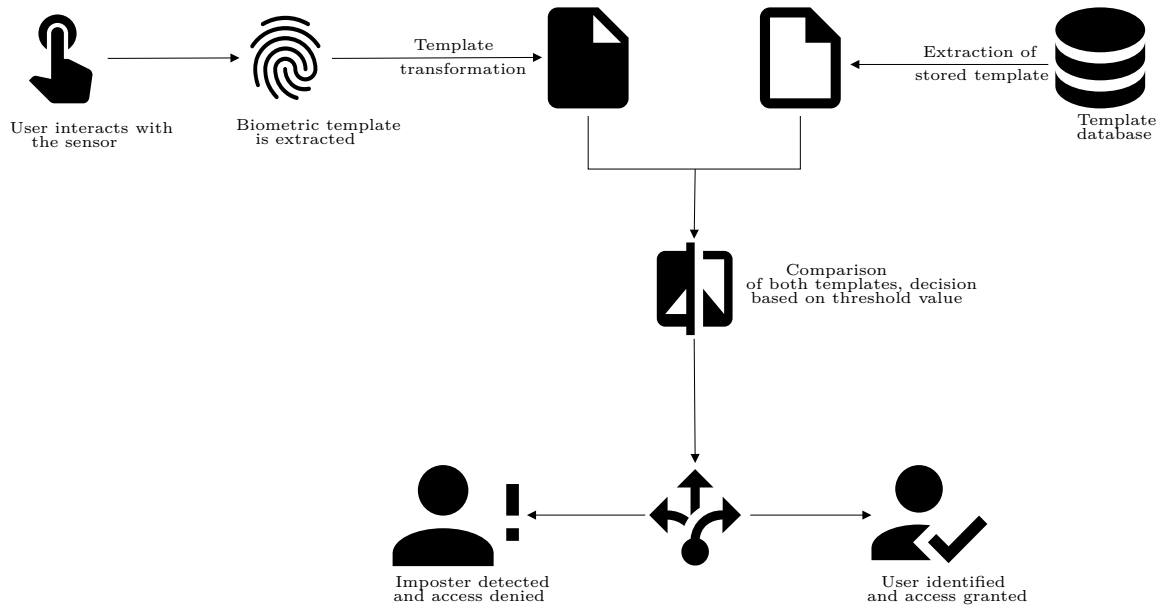 User interacts with
the sensor
Biometric template
is extracted
Template
transformation
Extraction of
stored template
Template
database
Comparison
of both templates, decision
based on threshold value
Imposter detected
and access denied
User identified
and access granted